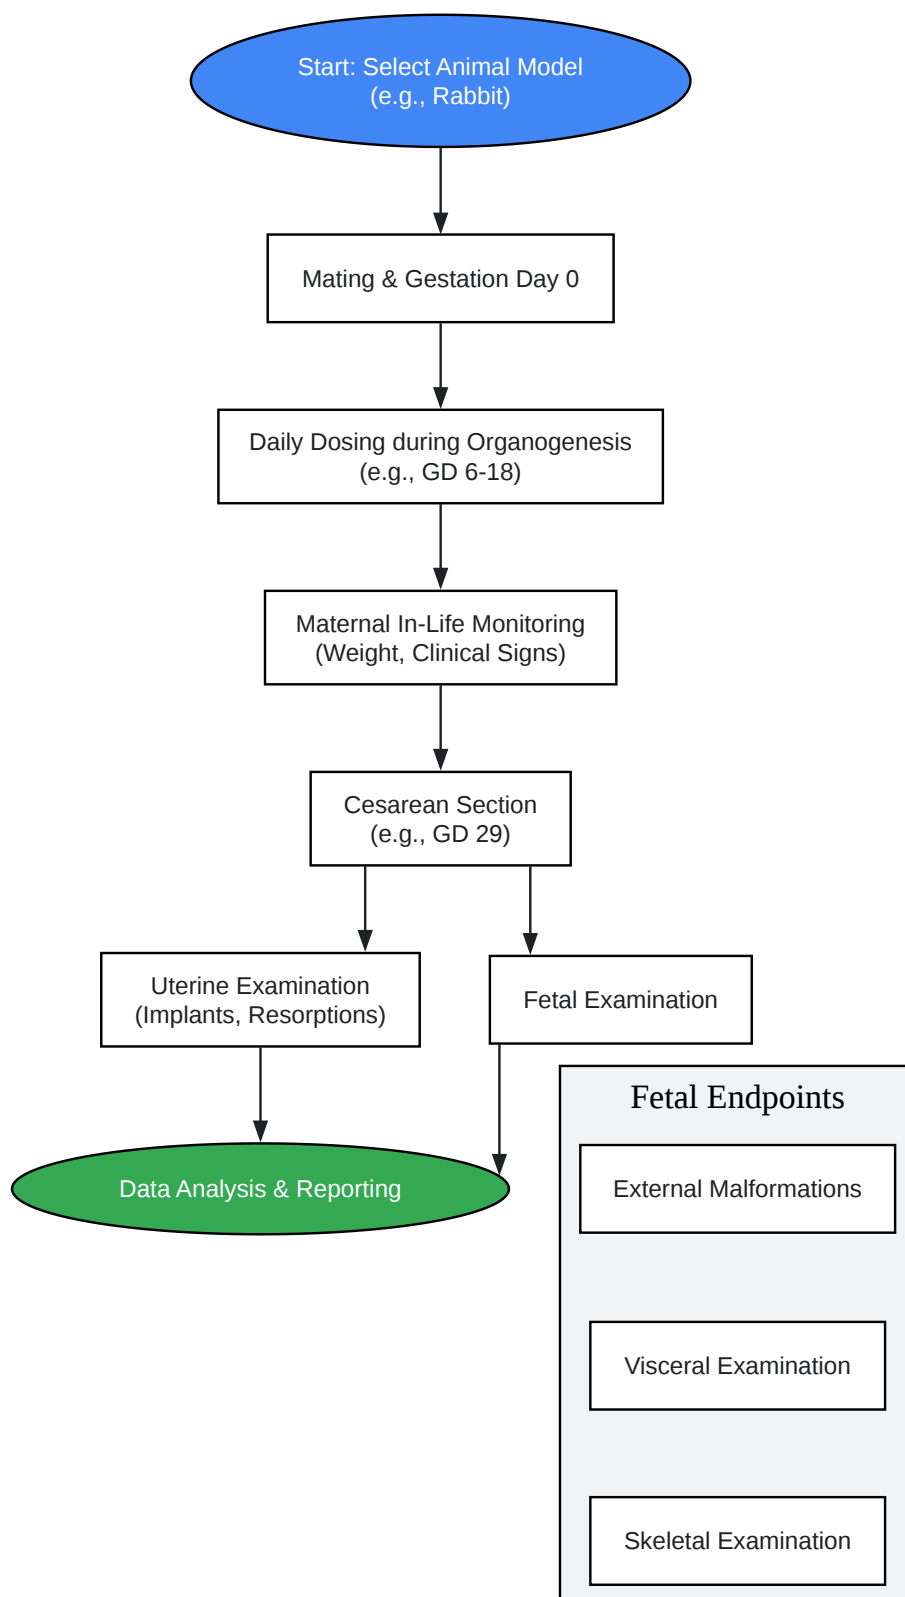 Start: Select Animal Model
(e.g., Rabbit)
Mating & Gestation Day 0
Daily Dosing during Organogenesis
(e.g., GD 6-18)
Maternal In-Life Monitoring
(Weight, Clinical Signs)
Cesarean Section
(e.g., GD 29)
Uterine Examination
(Implants, Resorptions)
Fetal Examination
Data Analysis & Reporting
Fetal Endpoints
External Malformations
Visceral Examination
Skeletal Examination